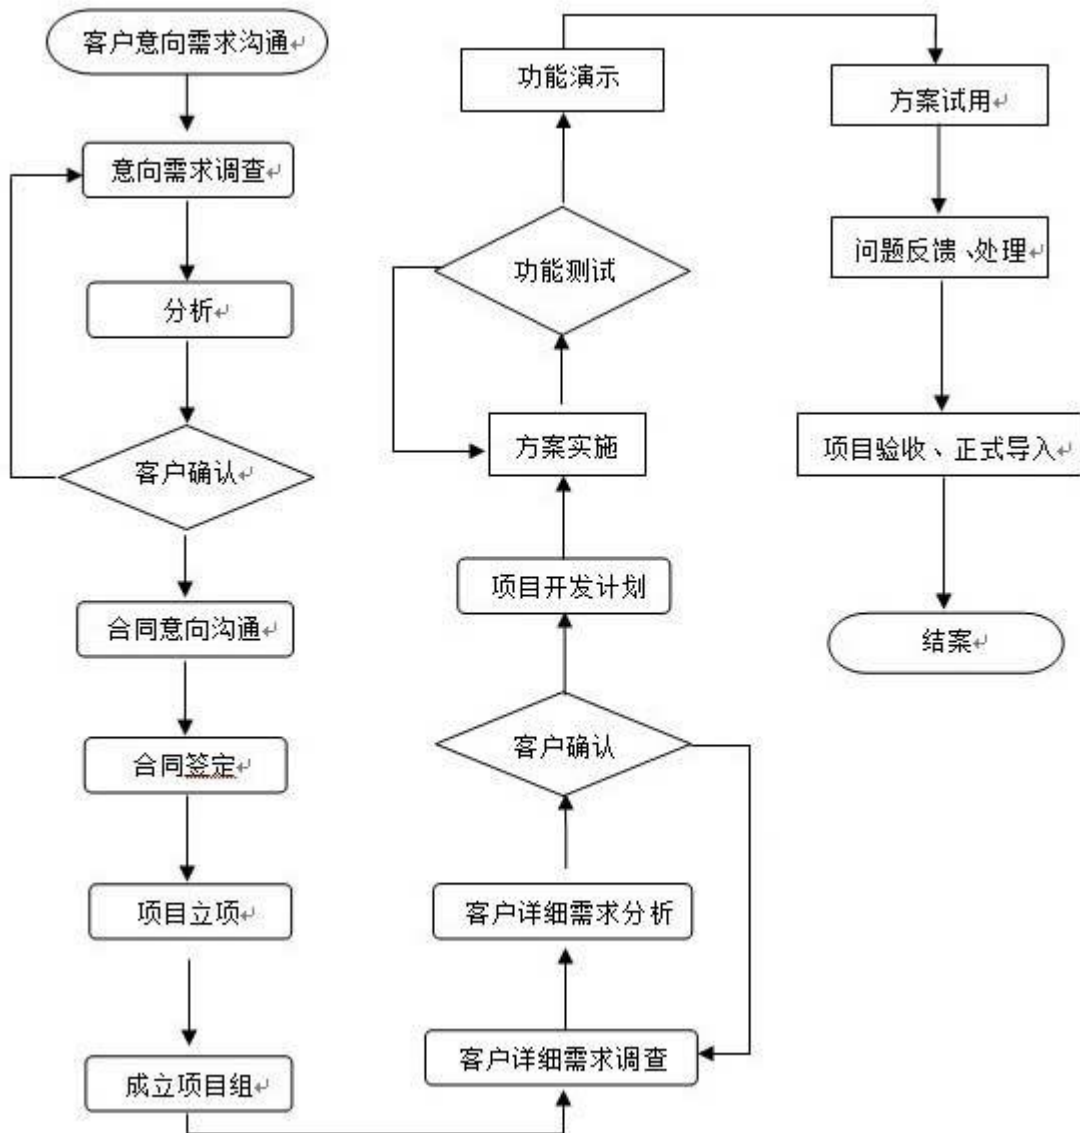 客户意向需求沟通↵
意向需求调查↵
分析↵
客户确认↵
合同意向沟通↵
合同签定↵
项目立项↵
成立项目组↵
客户详细需求调查
客户详细需求分析
客户确认
项目开发计划
方案实施
功能测试
功能演示
方案试用↵
问题反馈、处理↵
项目验收、正式导入↵
结案↵